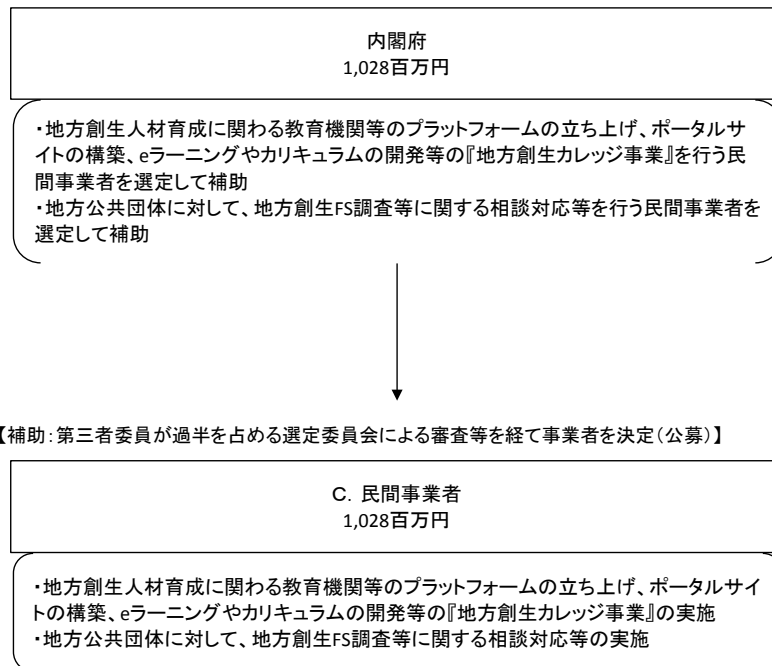 内閣府
1,028百万円
・地方創生人材育成に関わる教育機関等のプラットフォームの立ち上げ、ポータルサ
イトの構築、eラーニングやカリキュラムの開発等の『地方創生カレッジ事業』を行う民
間事業者を選定して補助
・地方公共団体に対して、地方創生FS調査等に関する相談対応等を行う民間事業者を
選定して補助
【補助：第三者委員が過半を占める選定委員会による審査等を経て事業者を決定（公募）】
C．民間事業者
1,028百万円
・地方創生人材育成に関わる教育機関等のプラットフォームの立ち上げ、ポータルサイ
トの構築、eラーニングやカリキュラムの開発等の『地方創生カレッジ事業』の実施
・地方公共団体に対して、地方創生FS調査等に関する相談対応等の実施